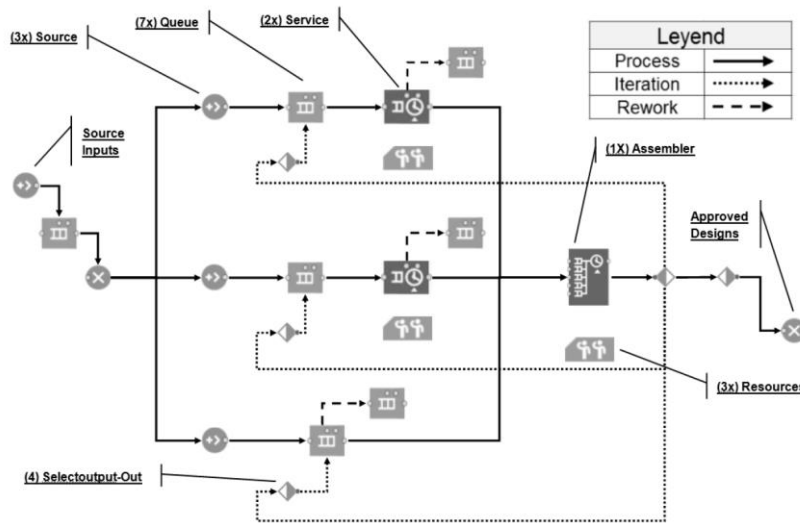 (3x) Source
(7x) Queue
(2x) Service
Leyend
Process
Iteration
Rework
Source
Inputs
(1X) Assembler
Approved
Designs
(3x) Resources
(4) Selectoutput-Out